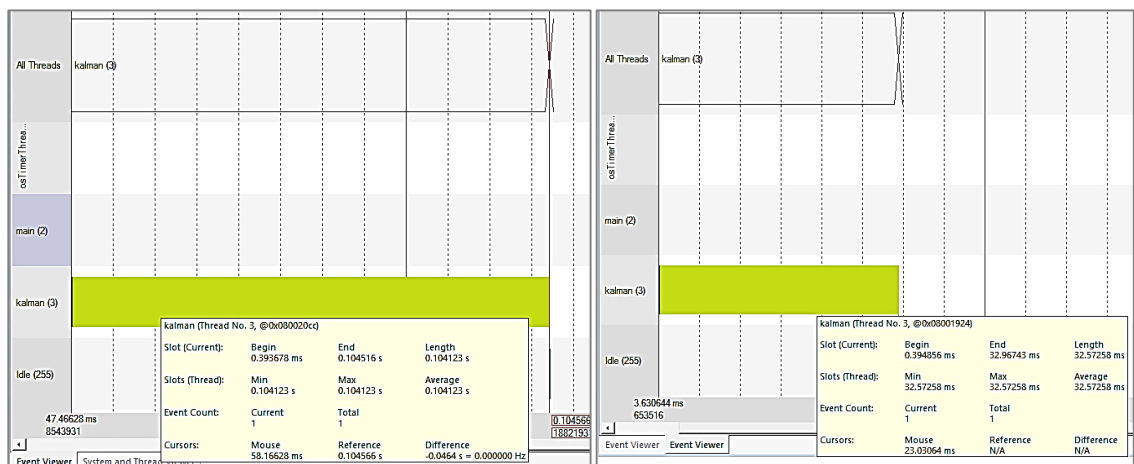 All Threads
kalman (3)
osTimerThrea...
main (2)
kalman (3)
Idle (255)
kalman (Thread No. 3, @0x080020cc)
Slot (Current): Begin End Length
0.393678 ms 0.104516 s 0.104123 s
Slots (Thread): Min Max Average
0.104123 s 0.104123 s 0.104123 s
Event Count: Current Total
1 1
Cursors: Mouse Reference Difference
58.16628 ms 0.104566 s -0.0464 s = 0.000000 Hz
47.46628 ms
8543931
0.104566
18821931
Event Viewer
All Threads
kalman (3)
osTimerThrea...
main (2)
kalman (3)
Idle (255)
kalman (Thread No. 3, @0x08001924)
Slot (Current): Begin End Length
0.394856 ms 32.96743 ms 32.57258 ms
Slots (Thread): Min Max Average
32.57258 ms 32.57258 ms 32.57258 ms
Event Count: Current Total
1 1
Cursors: Mouse Reference Difference
23.03064 ms N/A N/A
3.630644 ms
653516
Event Viewer Event Viewer